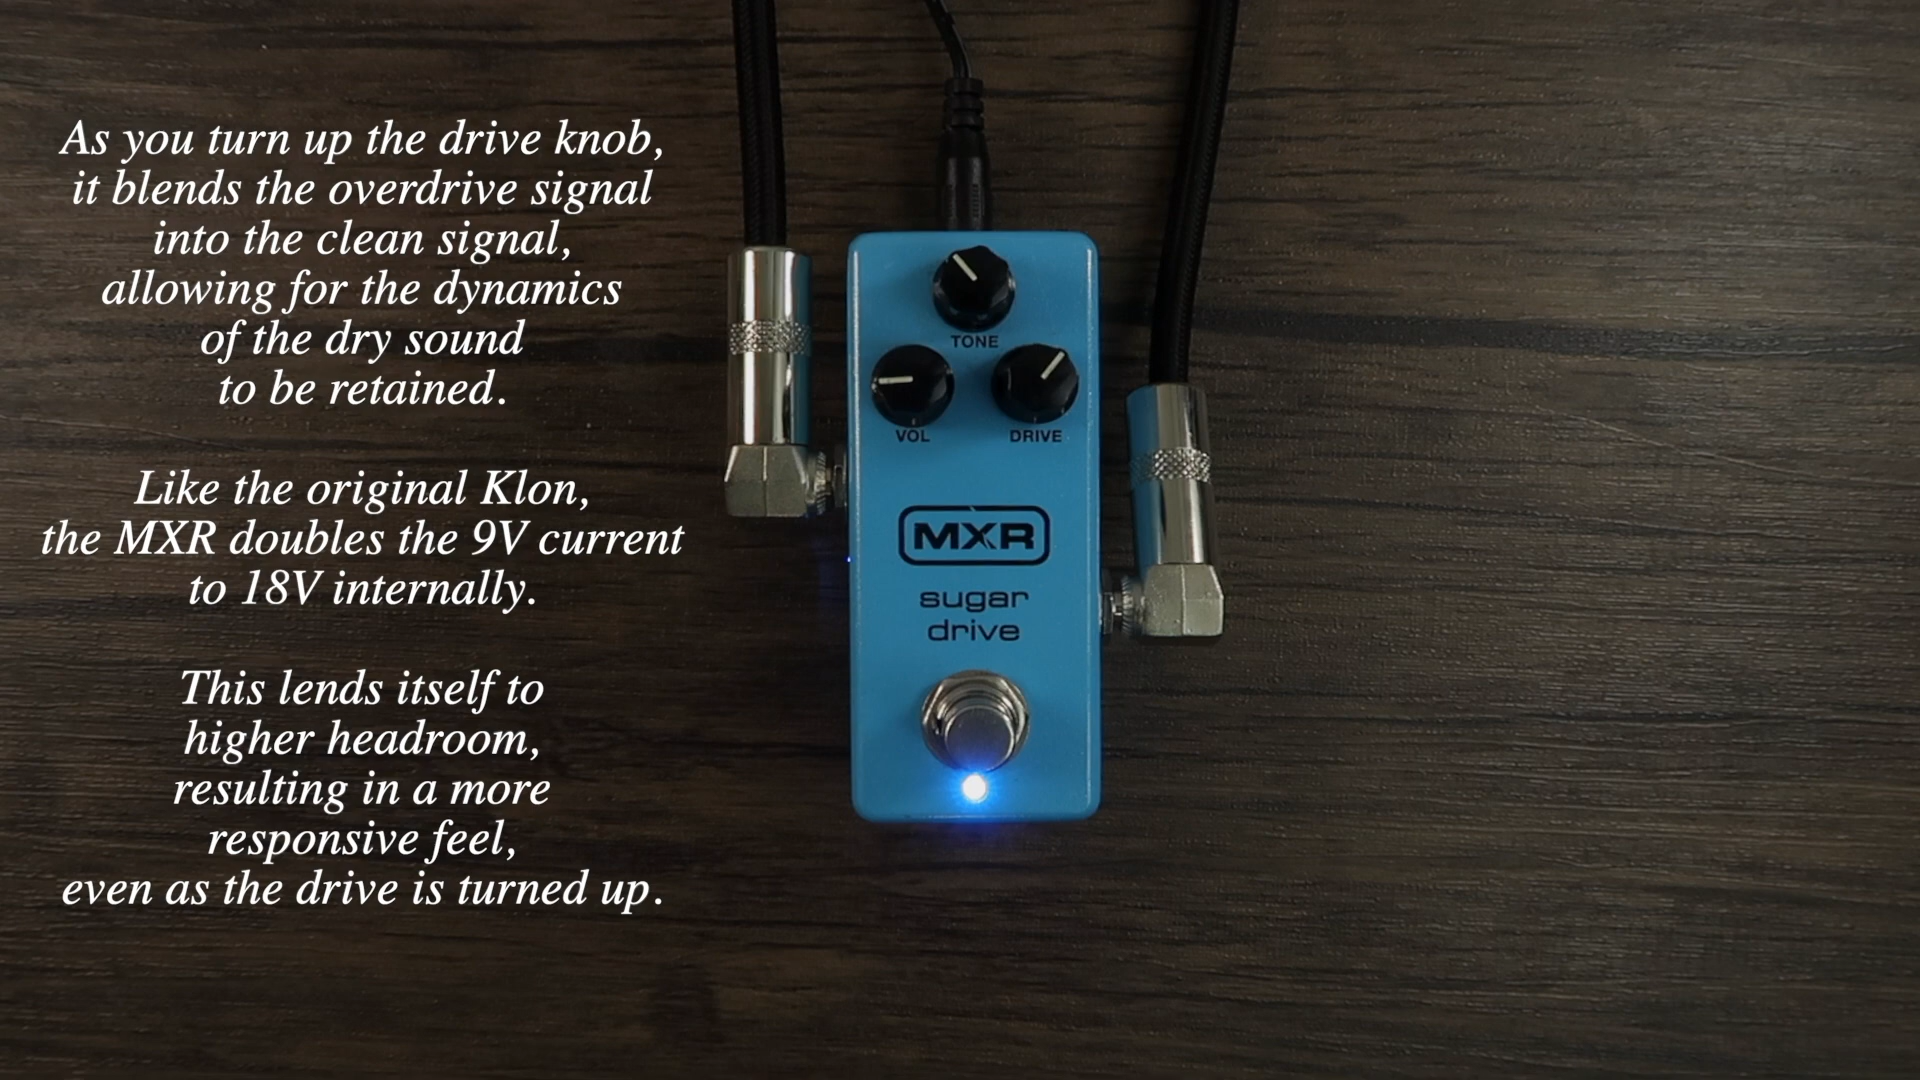 As you turn up the drive knob,
it blends the overdrive signal
into the clean signal,
allowing for the dynamics
of the dry sound
to be retained.
Like the original Klon,
the MXR doubles the 9V current
to 18V internally.
This lends itself to
higher headroom,
resulting in a more
responsive feel,
even as the drive is turned up.
TONE
VOL DRIVE
MXR
sugar
drive